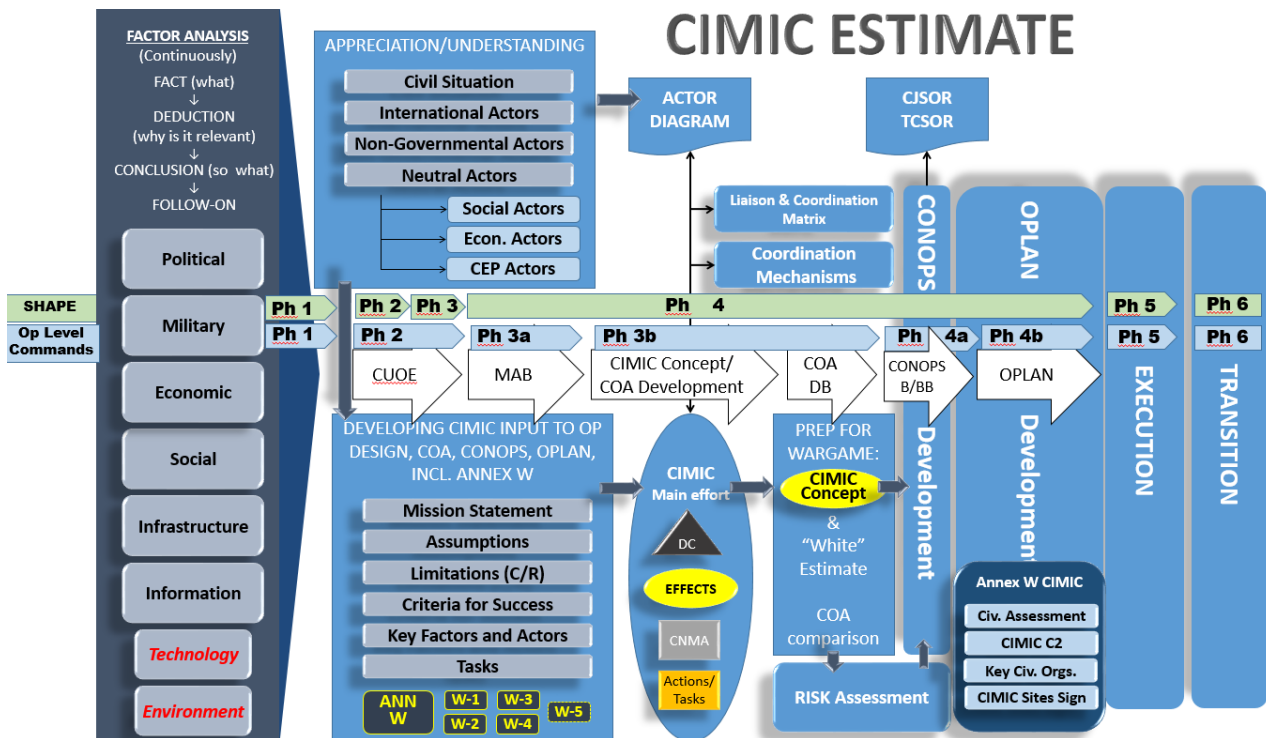 CIMIC ESTIMATE
FACTOR ANALYSIS
(Continuously)
FACT (what)
↓
DEDUCTION
(why is it relevant)
↓
CONCLUSION (so what)
↓
FOLLOW-ON
Political
Military
Economic
Social
Infrastructure
Information
Technology
Environment
APPRECIATION/UNDERSTANDING
Civil Situation
International Actors
Non-Governmental Actors
Neutral Actors
Social Actors
Econ. Actors
CEP Actors
ACTOR
DIAGRAM
CJSOR
TCSOR
Liaison & Coordination
Matrix
Coordination
Mechanisms
CONOPS
Development
OPLAN
Development
EXECUTION
TRANSITION
SHAPE
Ph 1
Ph 2
Ph 3
Ph 4
Ph 5
Ph 6
Op Level
Commands
Ph 1
Ph 2
Ph 3a
Ph 3b
Ph 4a
Ph 4b
Ph 5
Ph 6
CUOE
MAB
CIMIC Concept/
COA Development
COA
DB
CONOPS
B/BB
OPLAN
DEVELOPING CIMIC INPUT TO OP
DESIGN, COA, CONOPS, OPLAN,
INCL. ANNEX W
Mission Statement
Assumptions
Limitations (C/R)
Criteria for Success
Key Factors and Actors
Tasks
ANN
W
W-1
W-3
W-2
W-4
W-5
CIMIC
Main effort
DC
EFFECTS
CNMA
Actions/
Tasks
PREP FOR
WARGAME:
CIMIC
Concept
&
“White”
Estimate
COA
comparison
RISK Assessment
Annex W CIMIC
Civ. Assessment
CIMIC C2
Key Civ. Orgs.
CIMIC Sites Sign